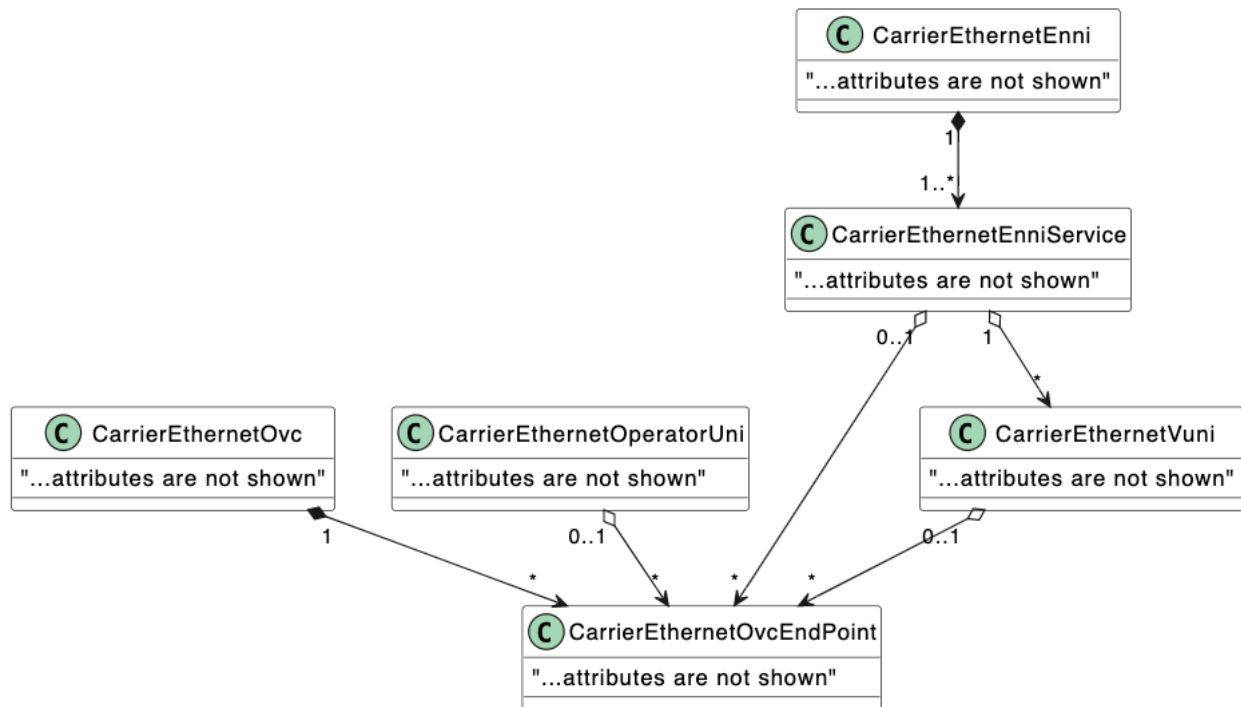 C CarrierEthernetEnni
"...attributes are not shown"
1
1..*
C CarrierEthernetEnniService
"...attributes are not shown"
0..1
1
*
C CarrierEthernetOvc
"...attributes are not shown"
C CarrierEthernetOperatorUni
"...attributes are not shown"
C CarrierEthernetVuni
"...attributes are not shown"
1
0..1
0..1
*
*
*
*
C CarrierEthernetOvcEndPoint
"...attributes are not shown"